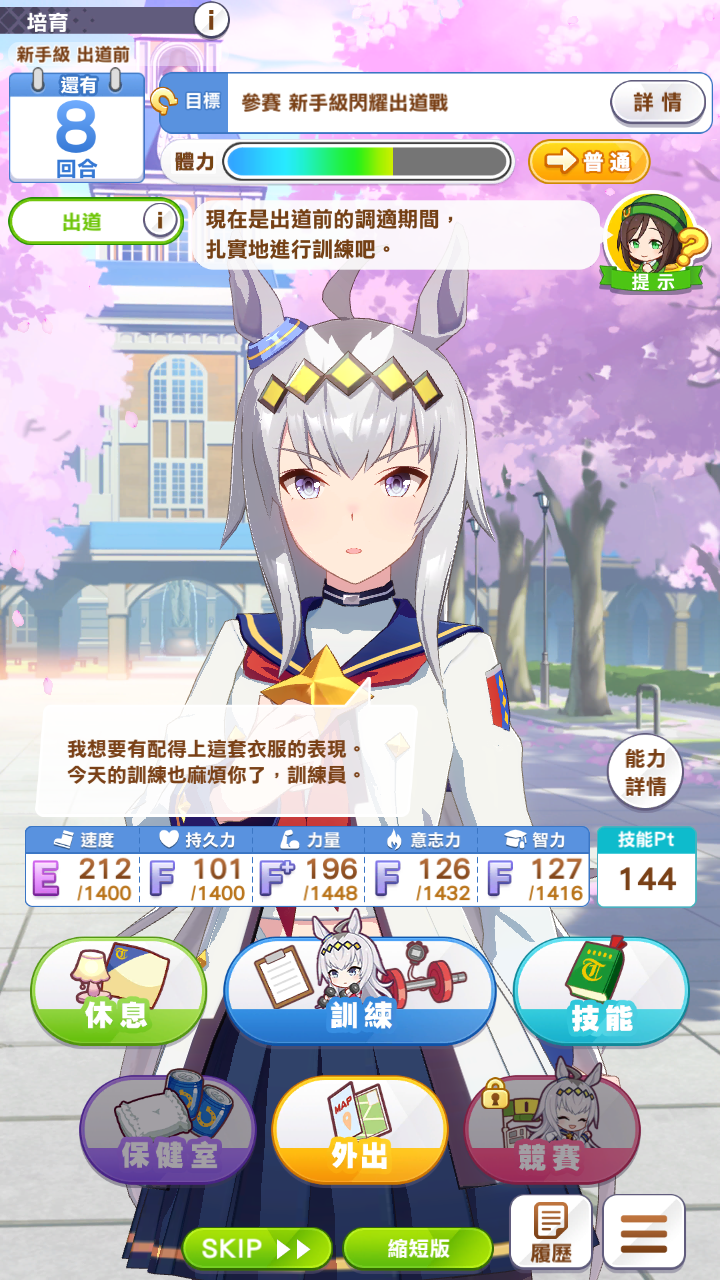 培育
i
新手級 出道前
還有
8
回合
目標
參賽 新手級閃耀出道戰
詳情
體力
普通
出道
i
現在是出道前的調適期間，
扎實地進行訓練吧。
提示
我想要有配得上這套衣服的表現。
今天的訓練也麻煩你了，訓練員。
能力
詳情
速度 持久力 力量 意志力 智力 技能Pt
E 212 F 101 F+ 196 F 126 F 127 144
/1400 /1400 /1448 /1432 /1416
休息
訓練
技能
保健室
MAP
外出
競賽
SKIP
縮短版
履歷